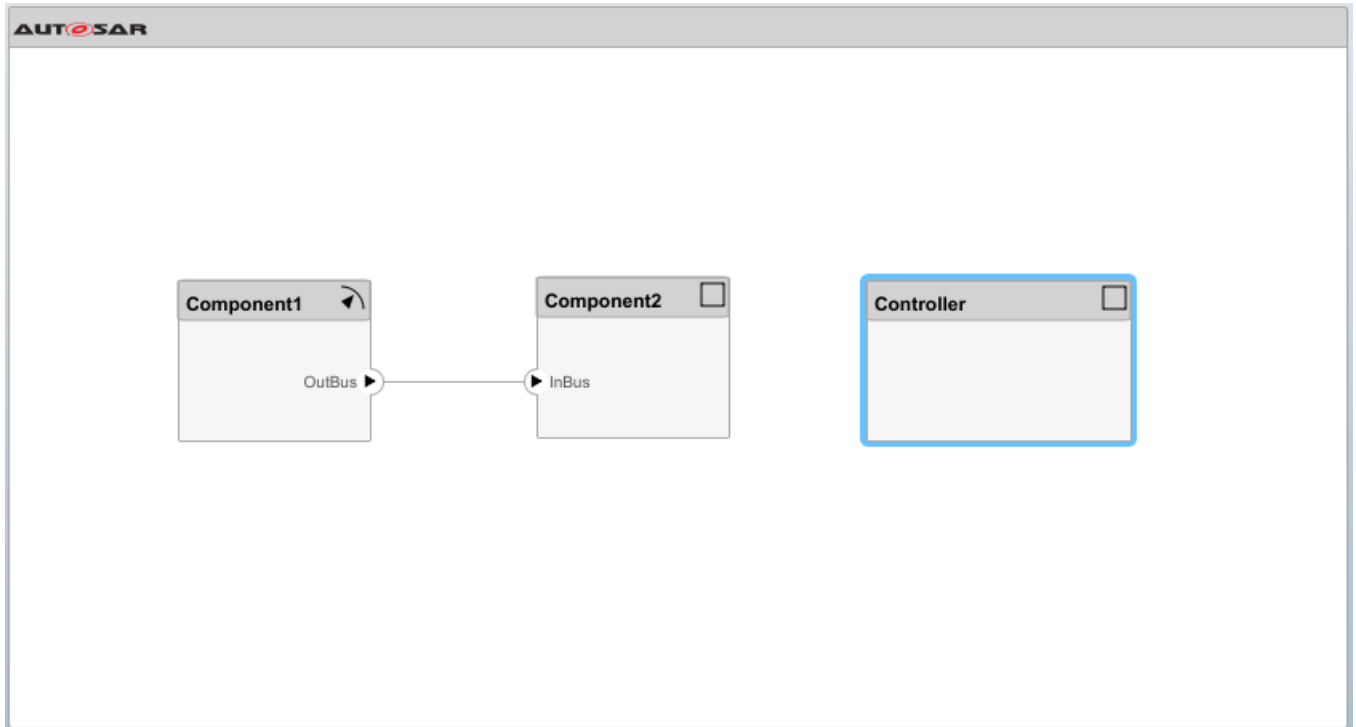 AUTOSAR
Component1
Component2
Controller
OutBus
InBus